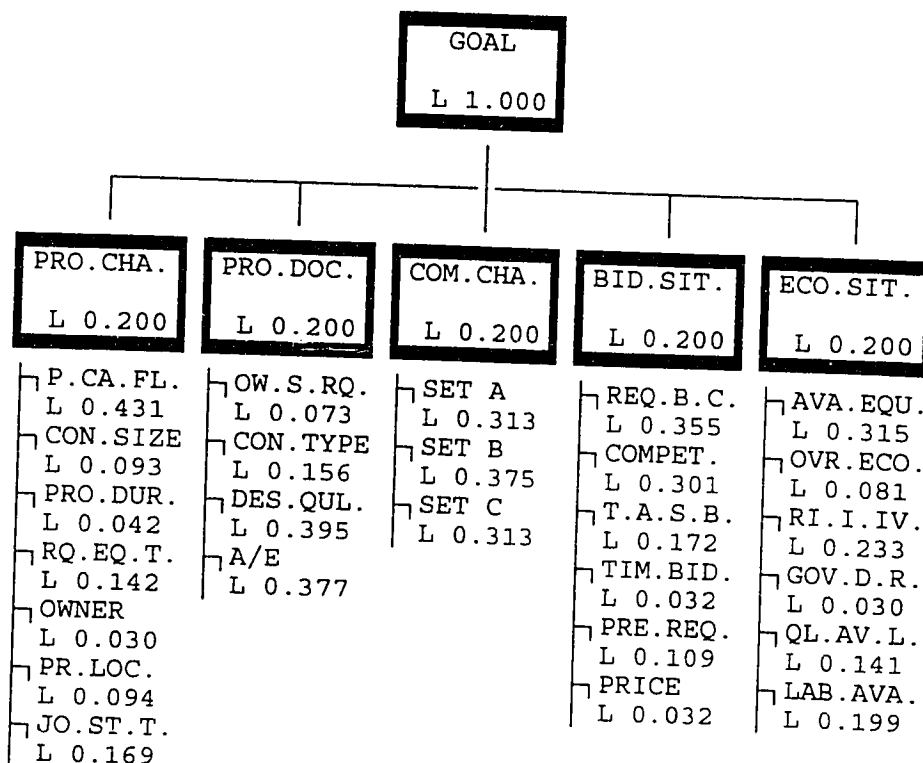 GOAL
L 1.000
PRO.CHA.
L 0.200
P.CA.FL.
L 0.431
CON.SIZE
L 0.093
PRO.DUR.
L 0.042
RQ.EQ.T.
L 0.142
OWNER
L 0.030
PR.LOC.
L 0.094
JO.ST.T.
L 0.169
PRO.DOC.
L 0.200
OW.S.RQ.
L 0.073
CON.TYPE
L 0.156
DES.QUL.
L 0.395
A/E
L 0.377
COM.CHA.
L 0.200
SET A
L 0.313
SET B
L 0.375
SET C
L 0.313
BID.SIT.
L 0.200
REQ.B.C.
L 0.355
COMPET.
L 0.301
T.A.S.B.
L 0.172
TIM.BID.
L 0.032
PRE.REQ.
L 0.109
PRICE
L 0.032
ECO.SIT.
L 0.200
AVA.EQU.
L 0.315
OVR.ECO.
L 0.081
RI.I.IV.
L 0.233
GOV.D.R.
L 0.030
QL.AV.L.
L 0.141
LAB.AVA.
L 0.199